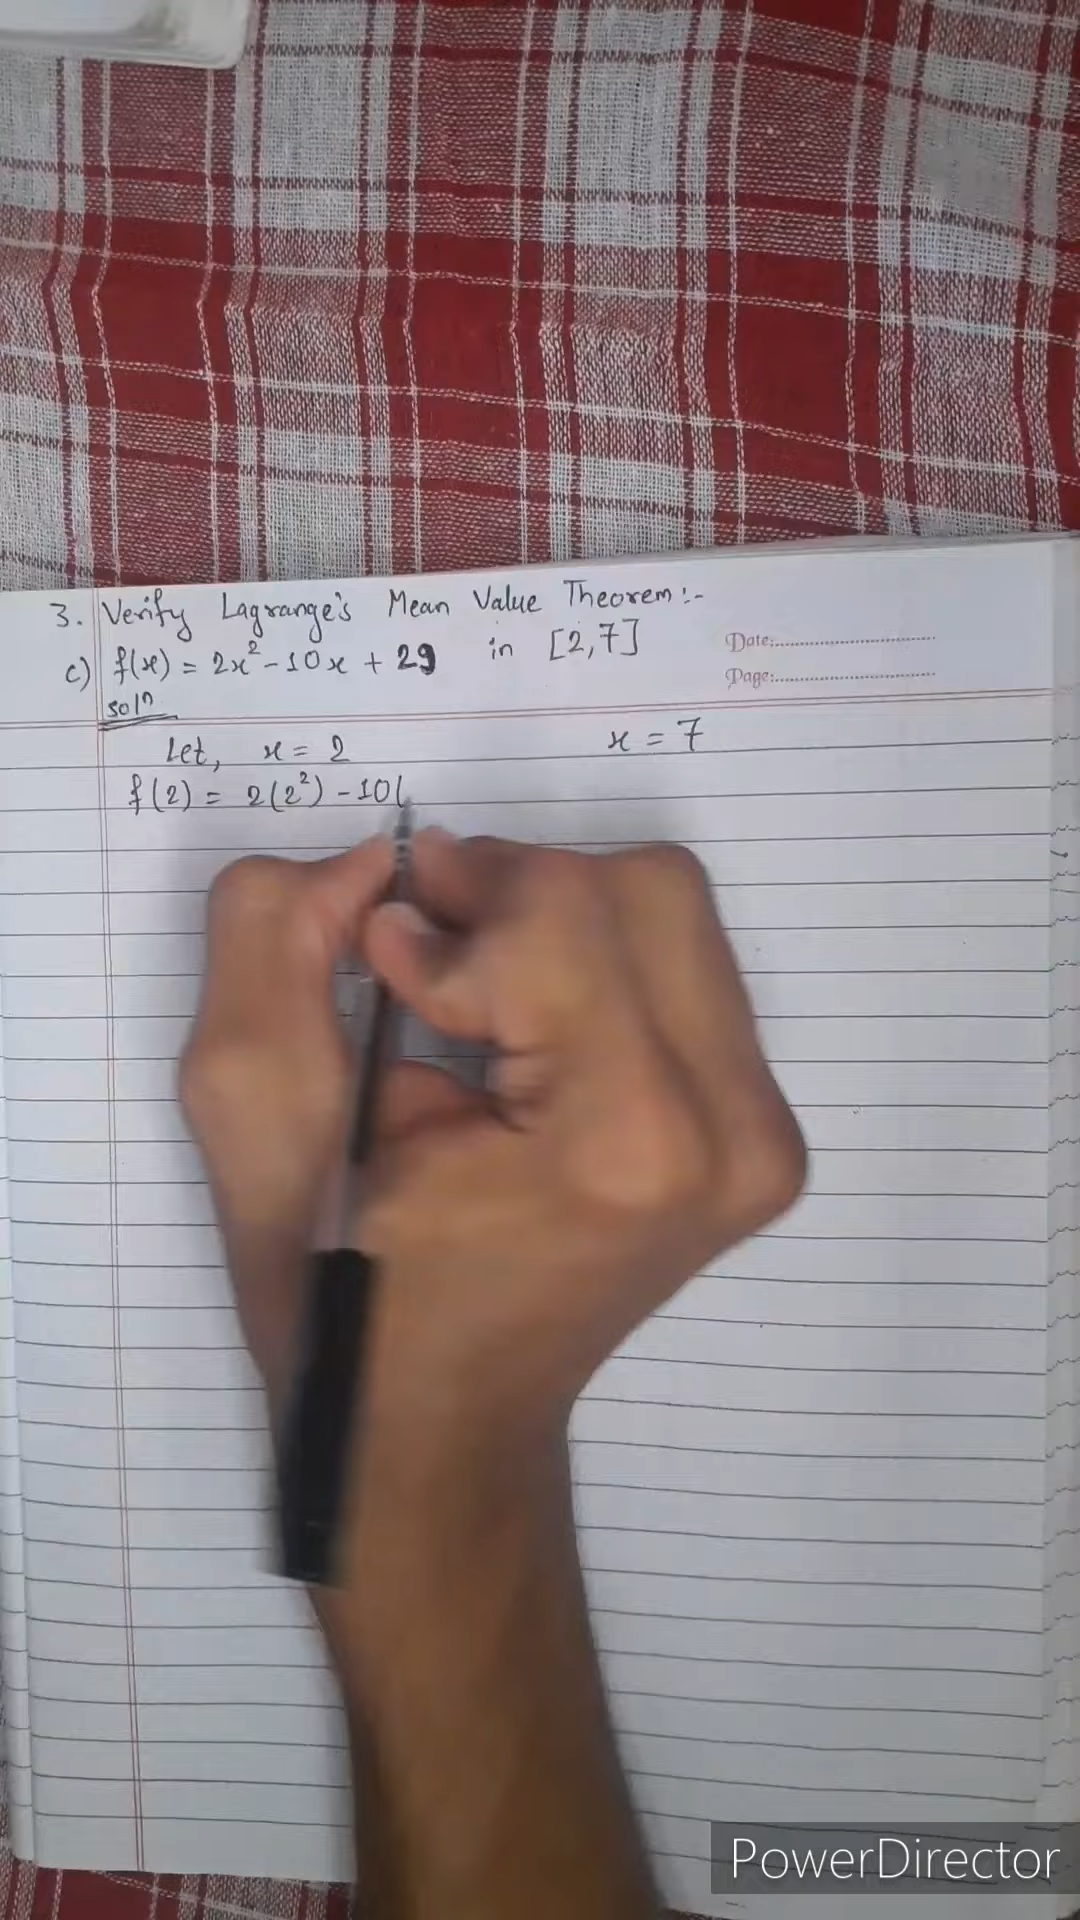 3. Verify Lagrange's Mean Value Theorem :-
c) f(x) = 2x² - 10x + 29 in [2,7]
Date:
Page:
Soln
Let, x = 2 x = 7
f(2) = 2(2²) - 10(
PowerDirector